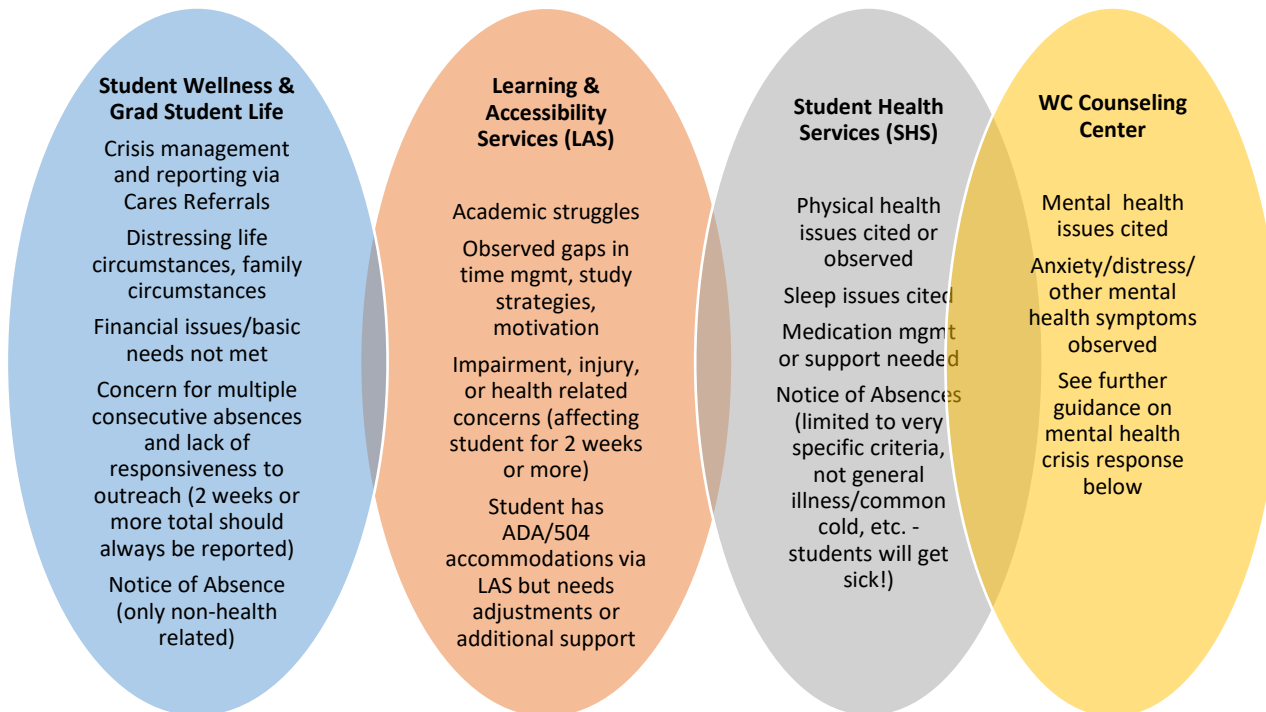 Student Wellness &
Grad Student Life
Crisis management
and reporting via
Cares Referrals
Distressing life
circumstances, family
circumstances
Financial issues/basic
needs not met
Concern for multiple
consecutive absences
and lack of
responsiveness to
outreach (2 weeks or
more total should
always be reported)
Notice of Absence
(only non-health
related)
Learning &
Accessibility
Services (LAS)
Academic struggles
Observed gaps in
time mgmt, study
strategies,
motivation
Impairment, injury,
or health related
concerns (affecting
student for 2 weeks
or more)
Student has
ADA/504
accommodations via
LAS but needs
adjustments or
additional support
Student Health
Services (SHS)
Physical health
issues cited or
observed
Sleep issues cited
Medication mgmt
or support needed
Notice of Absences
(limited to very
specific criteria,
not general
illness/common
cold, etc. -
students will get
sick!)
WC Counseling
Center
Mental health
issues cited
Anxiety/distress/
other mental
health symptoms
observed
See further
guidance on
mental health
crisis response
below